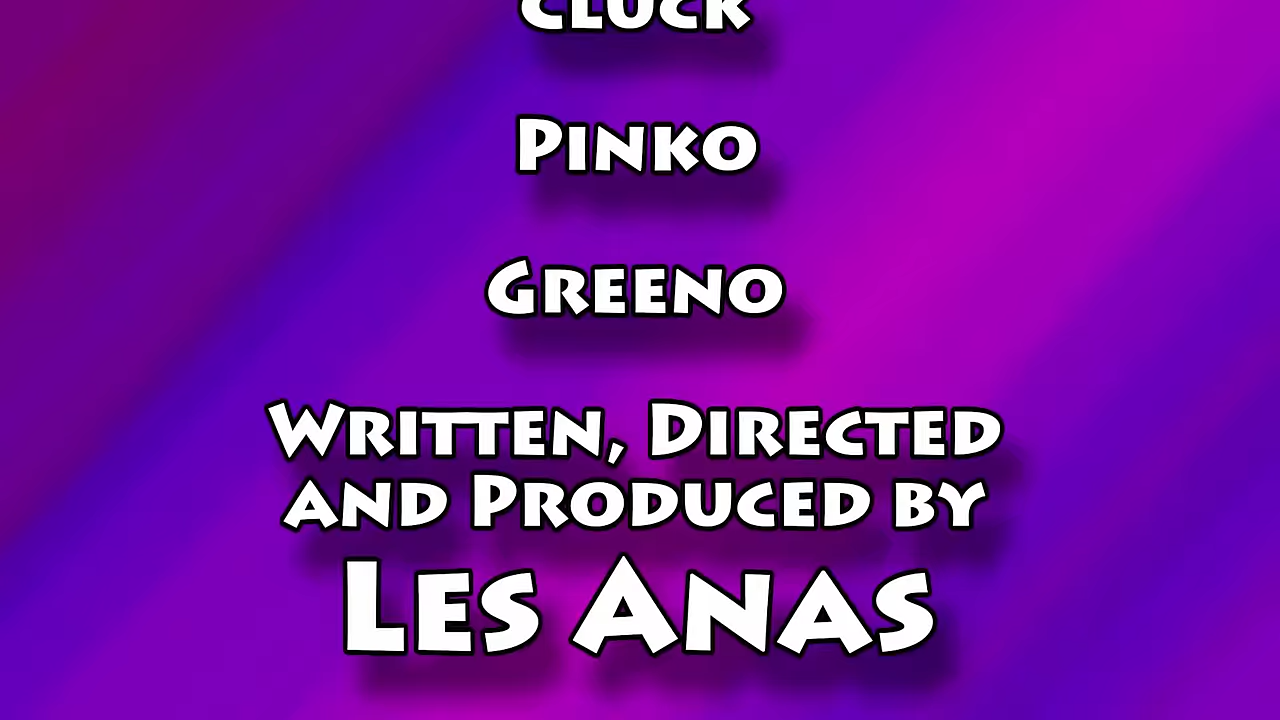 Cluck
Pinko
Greeno
Written, Directed
and Produced by
Les Anas